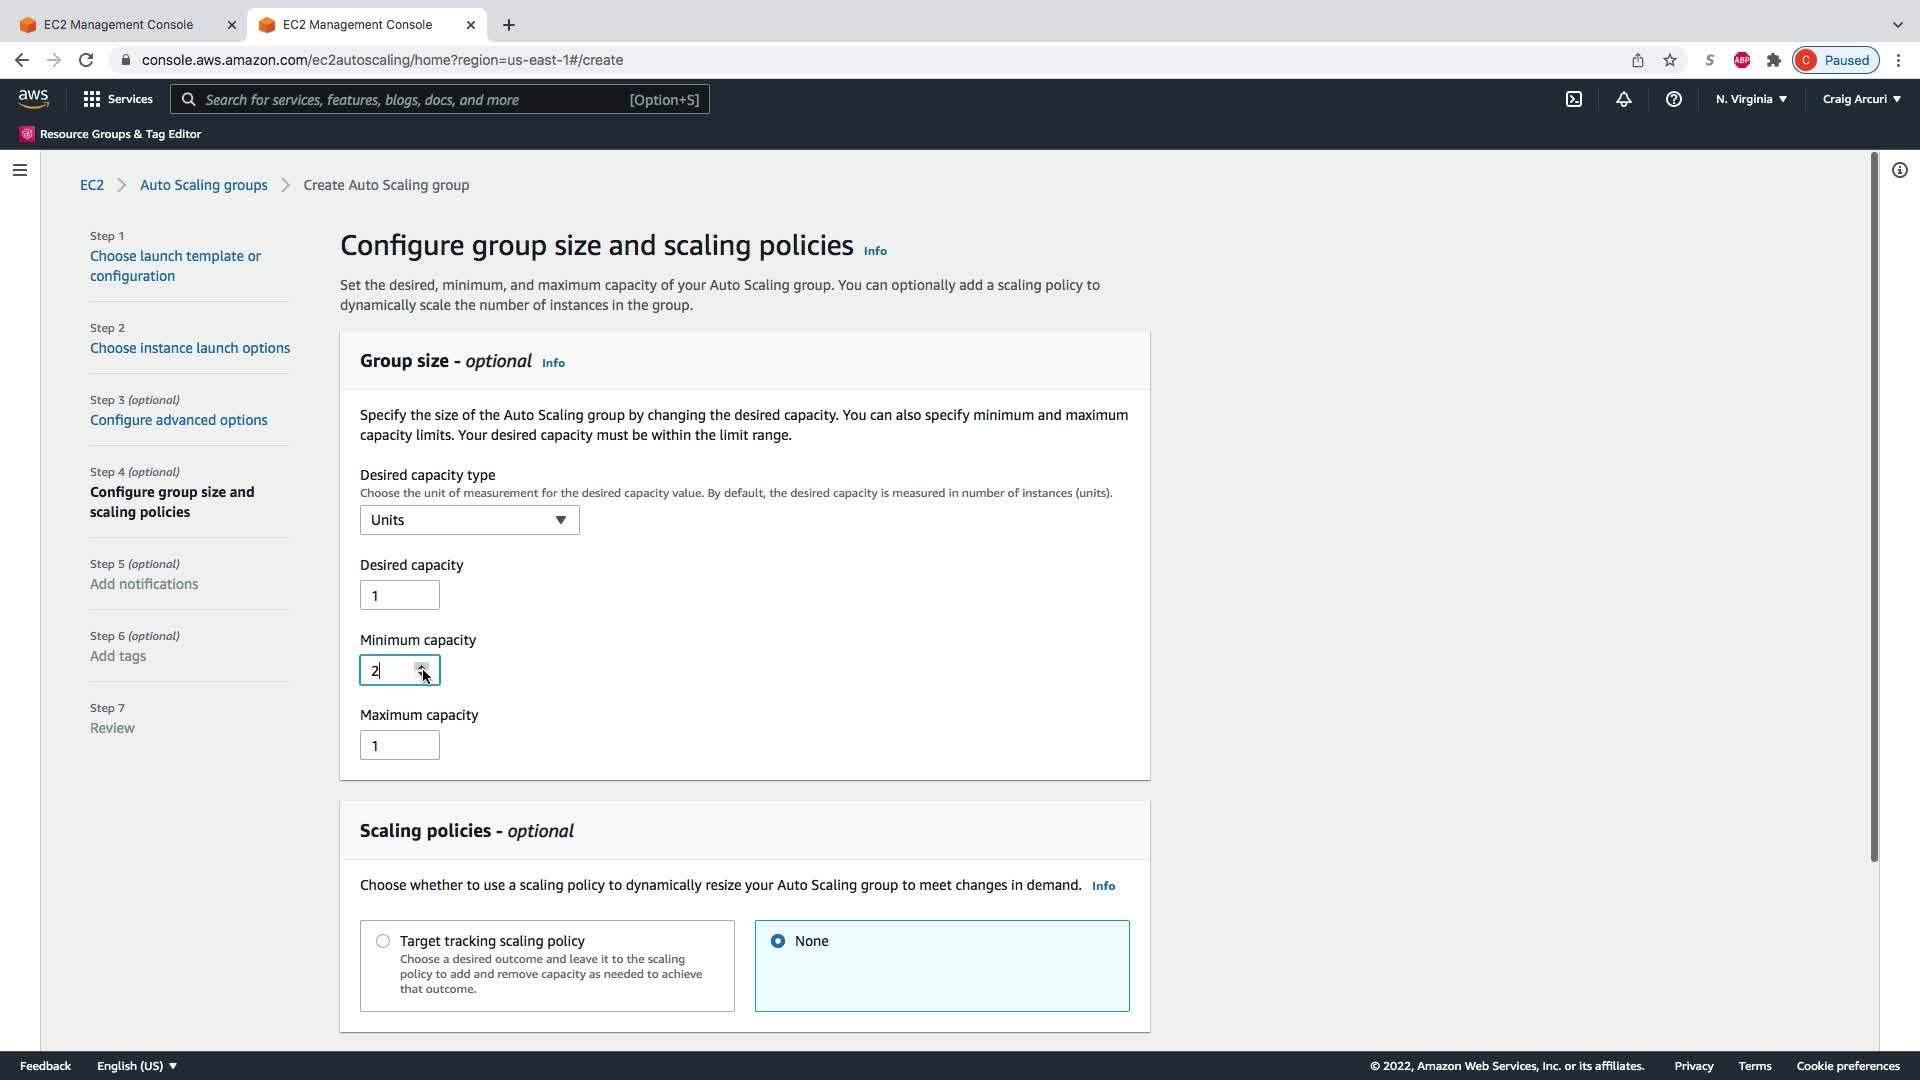 EC2 Management Console
EC2 Management Console
console.aws.amazon.com/ec2autoscaling/home?region=us-east-1#/create
S
ABP
C Paused
aws
Services
Search for services, features, blogs, docs, and more [Option+S]
N. Virginia
Craig Arcuri
Resource Groups & Tag Editor
EC2
Auto Scaling groups
Create Auto Scaling group
Step 1
Choose launch template or
configuration
Step 2
Choose instance launch options
Step 3 (optional)
Configure advanced options
Step 4 (optional)
Configure group size and
scaling policies
Step 5 (optional)
Add notifications
Step 6 (optional)
Add tags
Step 7
Review
Configure group size and scaling policies Info
Set the desired, minimum, and maximum capacity of your Auto Scaling group. You can optionally add a scaling policy to
dynamically scale the number of instances in the group.
Group size - optional Info
Specify the size of the Auto Scaling group by changing the desired capacity. You can also specify minimum and maximum
capacity limits. Your desired capacity must be within the limit range.
Desired capacity type
Choose the unit of measurement for the desired capacity value. By default, the desired capacity is measured in number of instances (units).
Units
Desired capacity
1
Minimum capacity
2
Maximum capacity
1
Scaling policies - optional
Choose whether to use a scaling policy to dynamically resize your Auto Scaling group to meet changes in demand. Info
Target tracking scaling policy
Choose a desired outcome and leave it to the scaling
policy to add and remove capacity as needed to achieve
that outcome.
None
Feedback
English (US)
© 2022, Amazon Web Services, Inc. or its affiliates.
Privacy
Terms
Cookie preferences